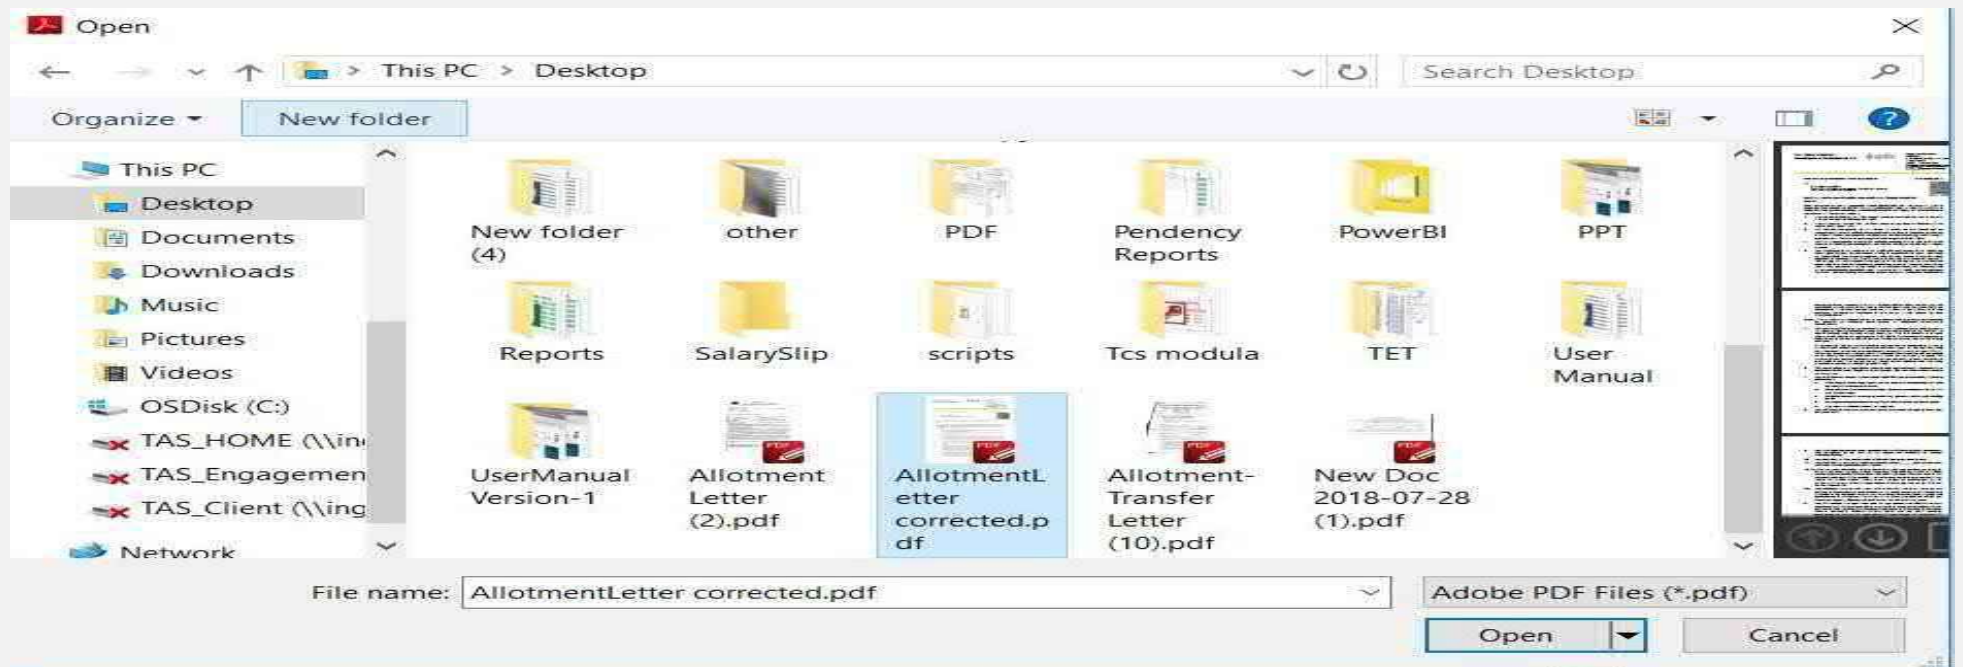 Open
This PC > Desktop
Search Desktop
Organize
New folder
This PC
Desktop
Documents
Downloads
Music
Pictures
Videos
OSDisk (C:)
TAS_HOME (\\in
TAS_Engagemen
TAS_Client (\\ing
Network
New folder
(4)
other
PDF
Pendency
Reports
PowerBI
PPT
Reports
SalarySlip
scripts
Tcs modula
TET
User
Manual
UserManual
Version-1
Allotment
Letter
(2).pdf
AllotmentL
etter
corrected.p
df
Allotment-
Transfer
Letter
(10).pdf
New Doc
2018-07-28
(1).pdf
File name: AllotmentLetter corrected.pdf
Adobe PDF Files (*.pdf)
Open
Cancel